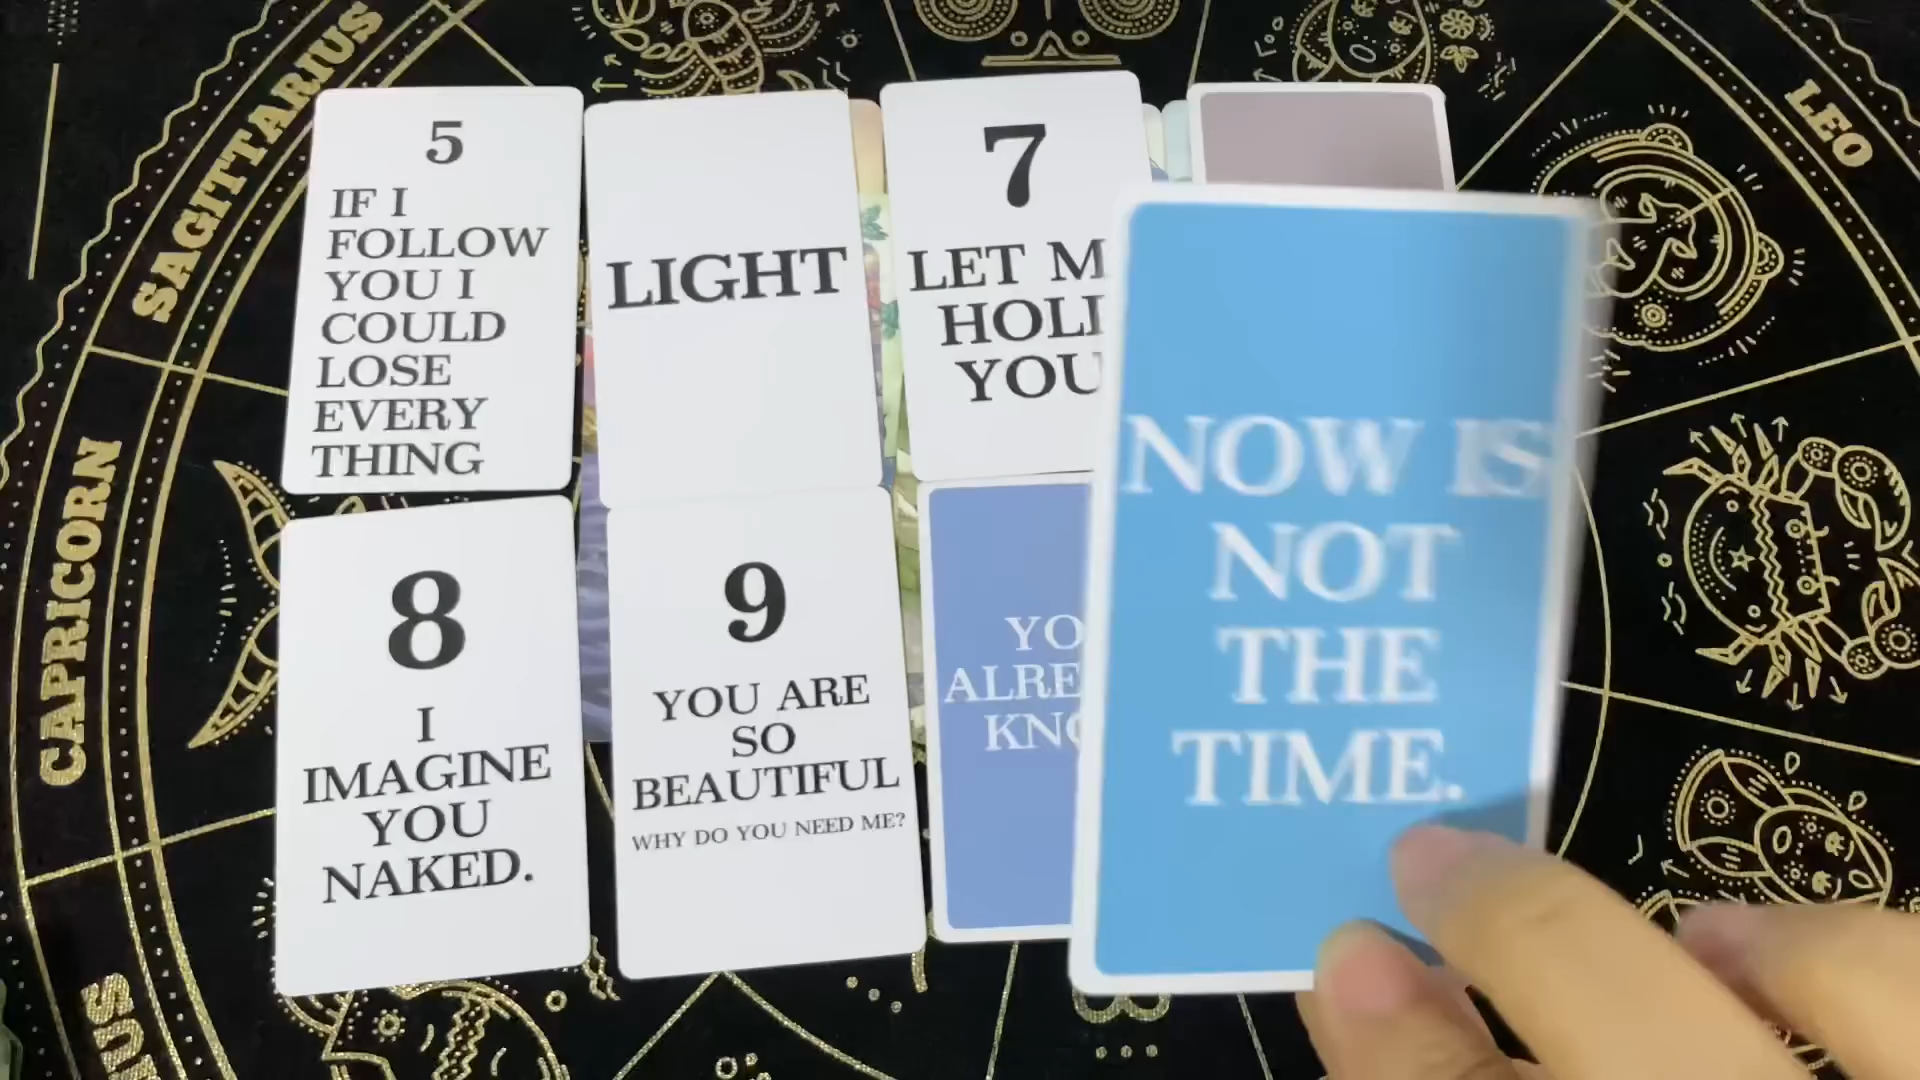 SAGITTARIUS
LEO
CAPRICORN
5
IF I
FOLLOW
YOU I
COULD
LOSE
EVERY
THING
LIGHT
7
LET
YOU
8
I
IMAGINE
YOU
NAKED.
9
YOU ARE
SO
BEAUTIFUL
WHY DO YOU NEED ME?
NOW IS
NOT
THE
TIME.